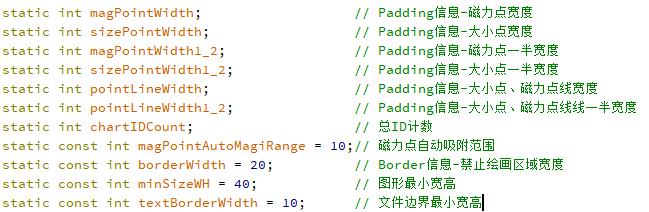 static int magPointWidth; // Padding信息-磁力点宽度
static int sizePointWidth; // Padding信息-大小点宽度
static int magPointWidth1_2; // Padding信息-磁力点一半宽度
static int sizePointWidth1_2; // Padding信息-大小点一半宽度
static int pointLineWidth; // Padding信息-大小点、磁力点线宽度
static int pointLineWidth1_2; // Padding信息-大小点、磁力点线线一半宽度
static int chartIDCount; // 总ID计数
static const int magPointAutoMagiRange = 10;// 磁力点自动吸附范围
static const int borderWidth = 20; // Border信息-禁止绘画区域宽度
static const int minSizeWH = 40; // 图形最小宽高
static const int textBorderWidth = 10; // 文件边界最小宽高